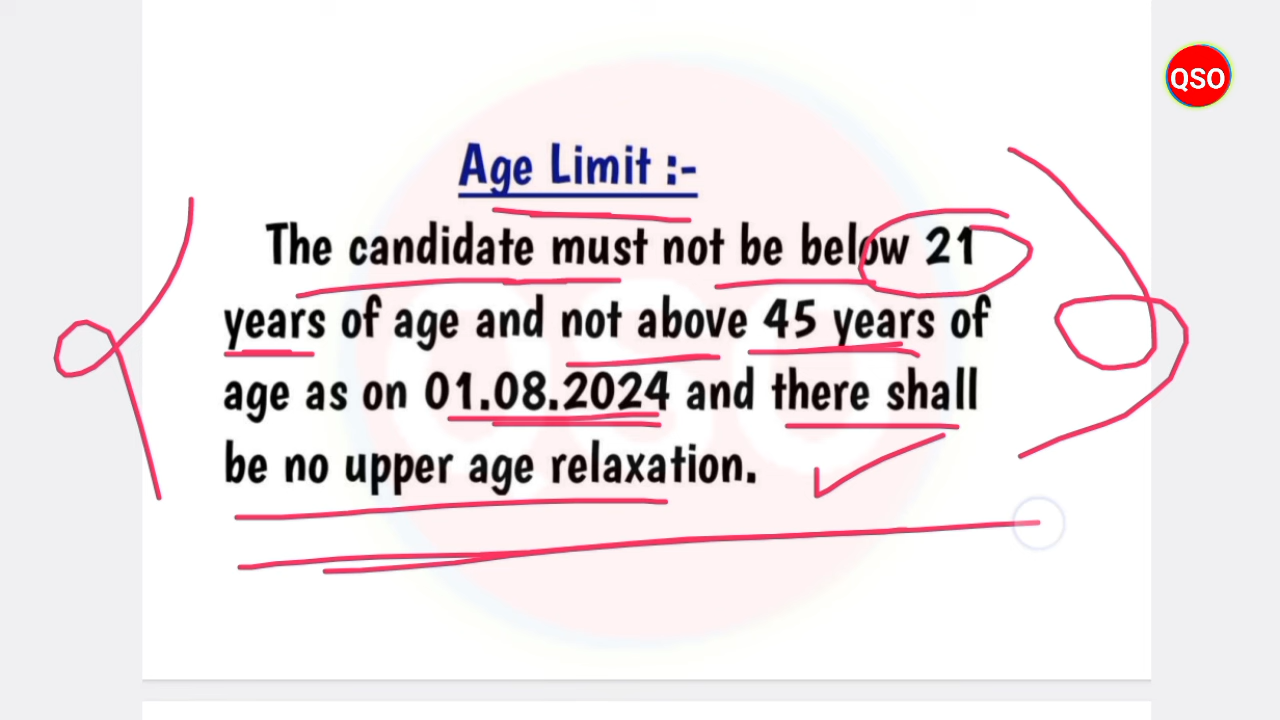 QSO
Age Limit :-
The candidate must not be below 21
years of age and not above 45 years of
age as on 01.08.2024 and there shall
be no upper age relaxation.